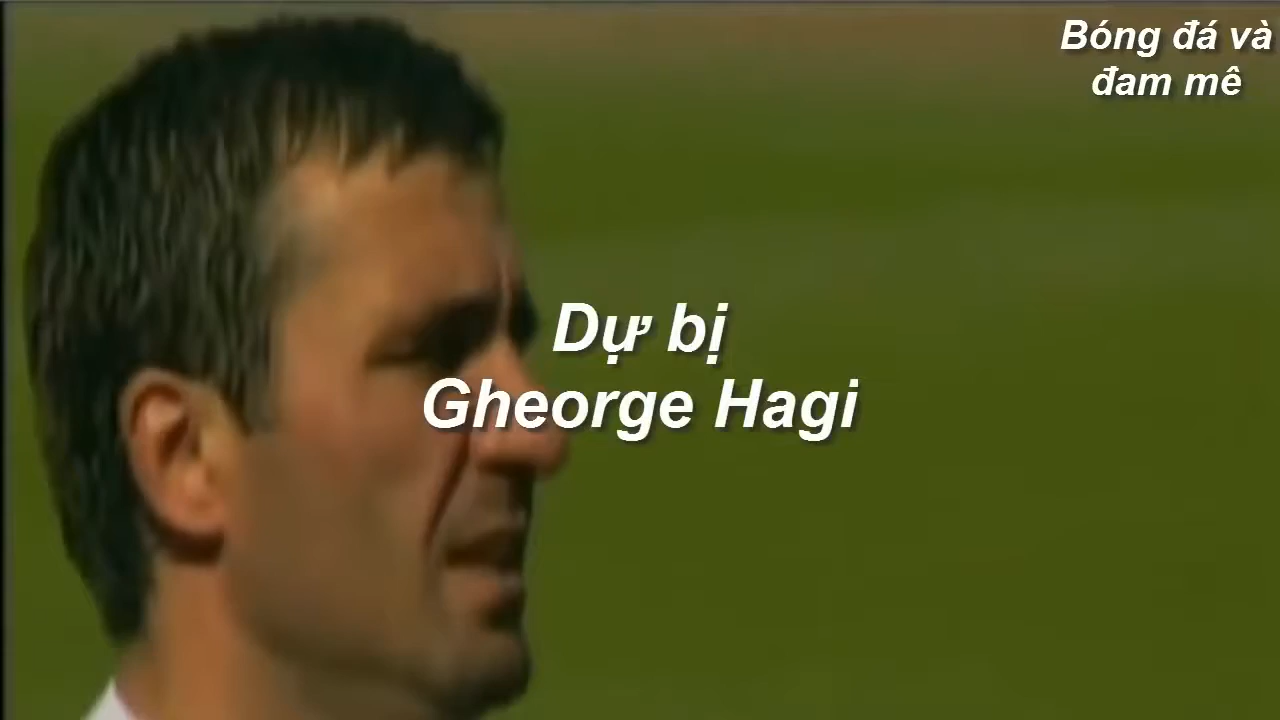 Bóng đá và
đam mê
Dự bị
Gheorge Hagi